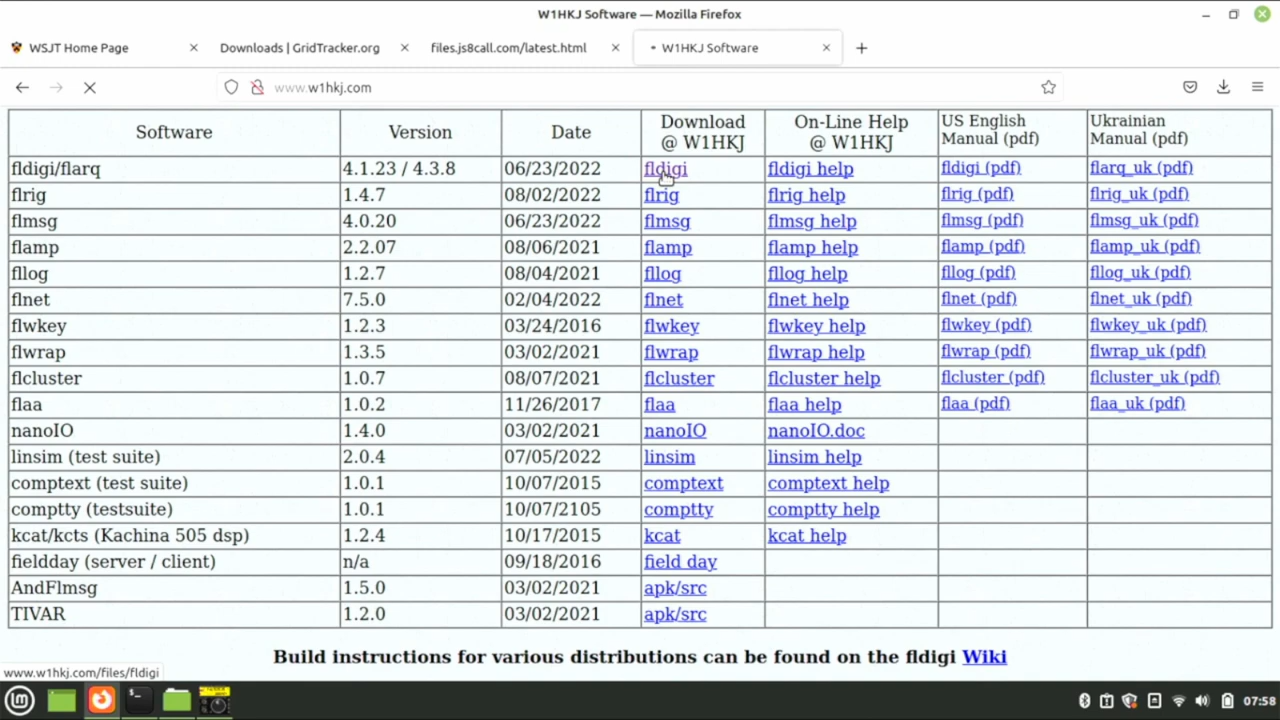 W1HKJ Software — Mozilla Firefox
WSJT Home Page
Downloads | GridTracker.org
files.js8call.com/latest.html
W1HKJ Software
www.w1hkj.com
Software Version Date Download @ W1HKJ On-Line Help @ W1HKJ US English Manual (pdf) Ukrainian Manual (pdf)
fldigi/flarq 4.1.23 / 4.3.8 06/23/2022 fldigi fldigi help fldigi (pdf) flarq_uk (pdf)
flrig 1.4.7 08/02/2022 flrig flrig help flrig (pdf) flrig_uk (pdf)
flmsg 4.0.20 06/23/2022 flmsg flmsg help flmsg (pdf) flmsg_uk (pdf)
flamp 2.2.07 08/06/2021 flamp flamp help flamp (pdf) flamp_uk (pdf)
fllog 1.2.7 08/04/2021 fllog fllog help fllog (pdf) fllog_uk (pdf)
flnet 7.5.0 02/04/2022 flnet flnet help flnet (pdf) flnet_uk (pdf)
flwkey 1.2.3 03/24/2016 flwkey flwkey help flwkey (pdf) flwkey_uk (pdf)
flwrap 1.3.5 03/02/2021 flwrap flwrap help flwrap (pdf) flwrap_uk (pdf)
flcluster 1.0.7 08/07/2021 flcluster flcluster help flcluster (pdf) flcluster_uk (pdf)
flaa 1.0.2 11/26/2017 flaa flaa help flaa (pdf) flaa_uk (pdf)
nanoIO 1.4.0 03/02/2021 nanoIO nanoIO.doc
linsim (test suite) 2.0.4 07/05/2022 linsim linsim help
comptext (test suite) 1.0.1 10/07/2015 comptext comptext help
comptty (testsuite) 1.0.1 10/07/2105 comptty comptty help
kcat/kcts (Kachina 505 dsp) 1.2.4 10/17/2015 kcat kcat help
fieldday (server / client) n/a 09/18/2016 field day
AndFlmsg 1.5.0 03/02/2021 apk/src
TIVAR 1.2.0 03/02/2021 apk/src
Build instructions for various distributions can be found on the fldigi Wiki
www.w1hkj.com/files/fldigi
07:58